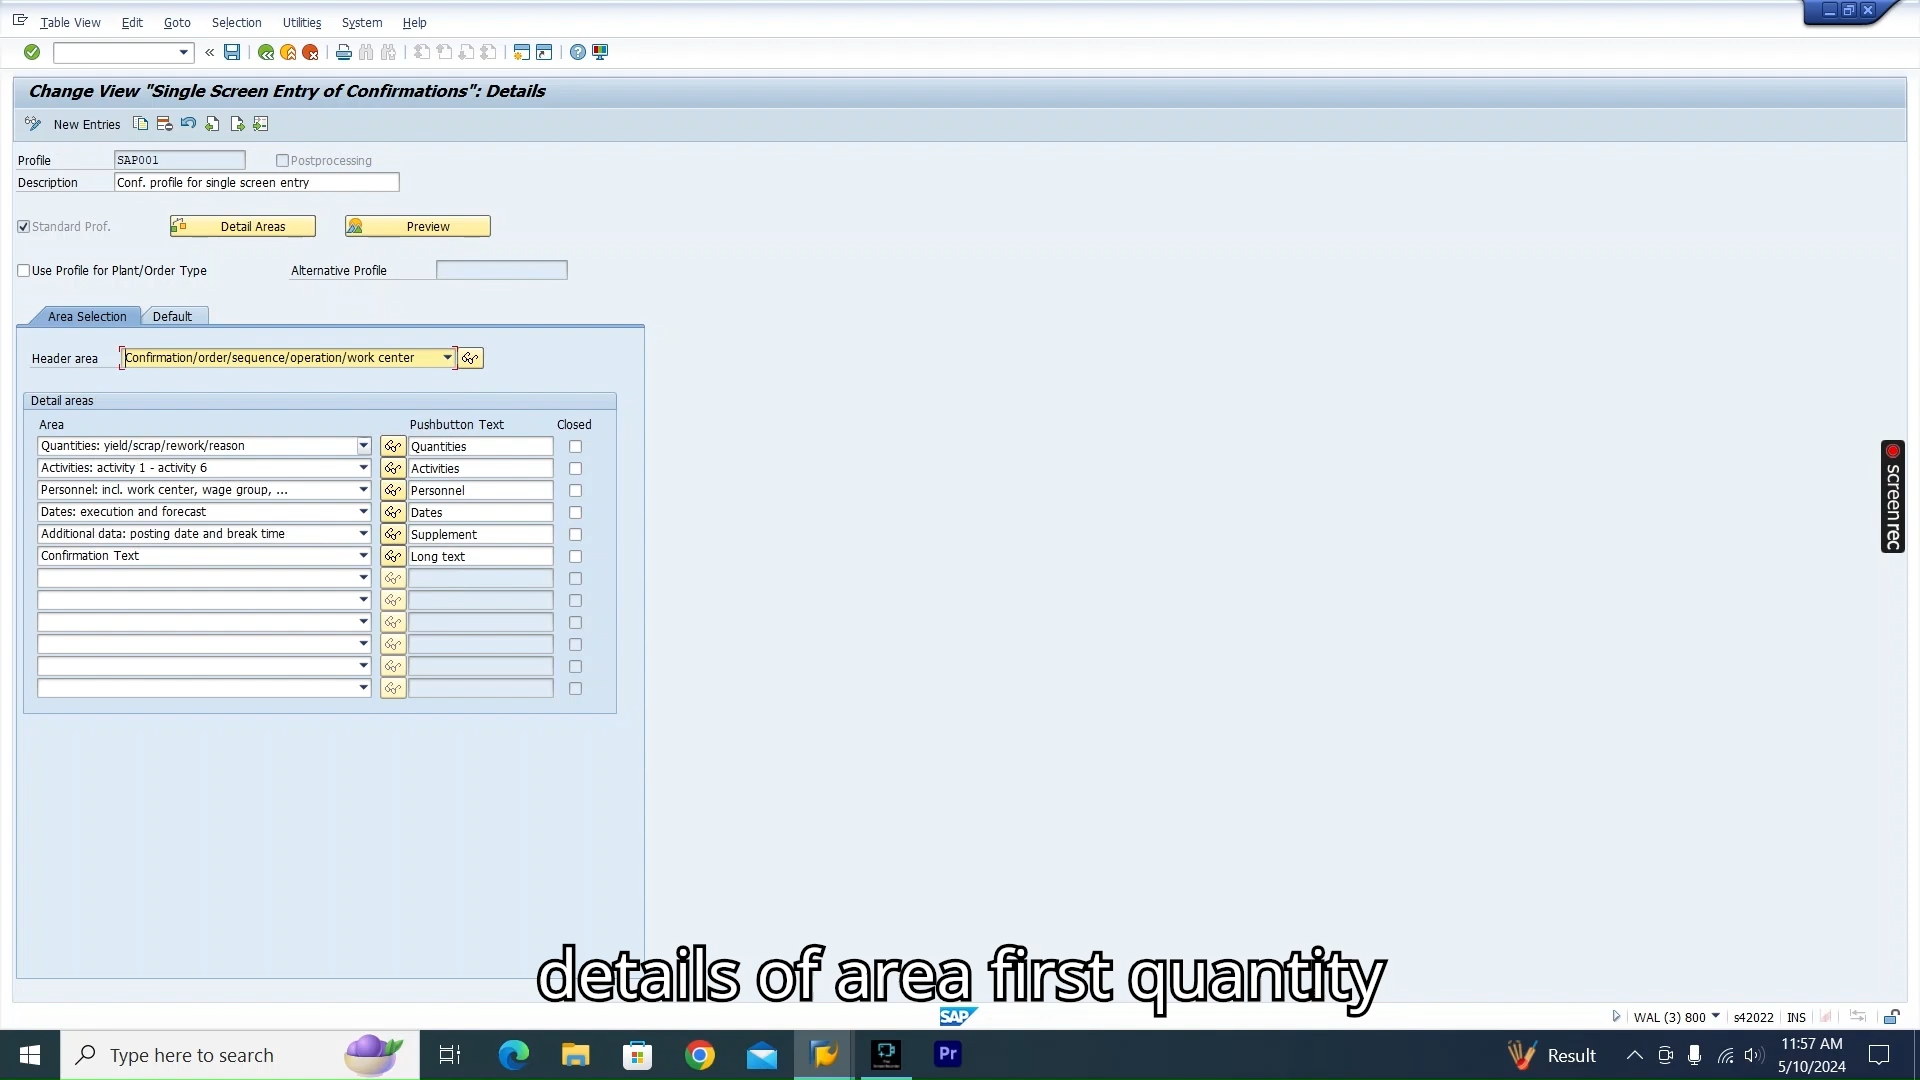 Table View Edit Goto Selection Utilities System Help
Change View "Single Screen Entry of Confirmations": Details
New Entries
Profile SAP001 Postprocessing
Description Conf. profile for single screen entry
Standard Prof. Detail Areas Preview
Use Profile for Plant/Order Type Alternative Profile
Area Selection Default
Header area Confirmation/order/sequence/operation/work center
Detail areas
Area Pushbutton Text Closed
Quantities: yield/scrap/rework/reason Quantities
Activities: activity 1 - activity 6 Activities
Personnel: incl. work center, wage group, ... Personnel
Dates: execution and forecast Dates
Additional data: posting date and break time Supplement
Confirmation Text Long text
screenrec
details of area first quantity
SAP
WAL (3) 800 s42022 INS
Type here to search
Pr
Result
11:57 AM
5/10/2024